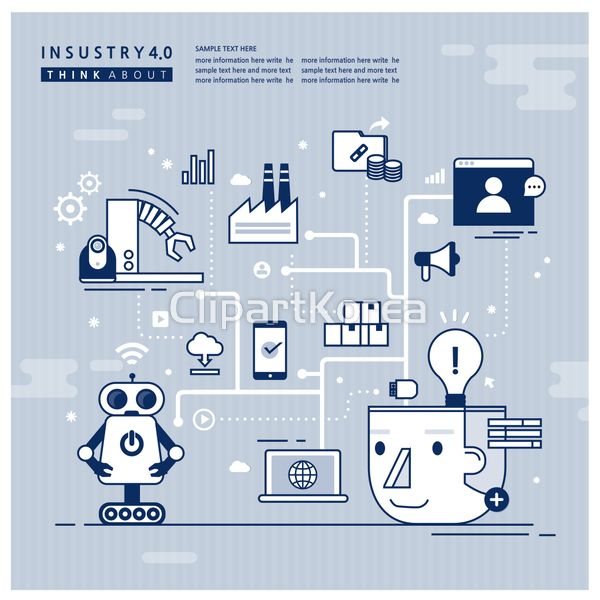 INSUSTRY 4.0
THINK ABOUT
SAMPLE TEXT HERE
more information here write he
sample text here and more text
more information here write he
more information here write he
sample text here and more text
more information here write he
!
ClipartKorea